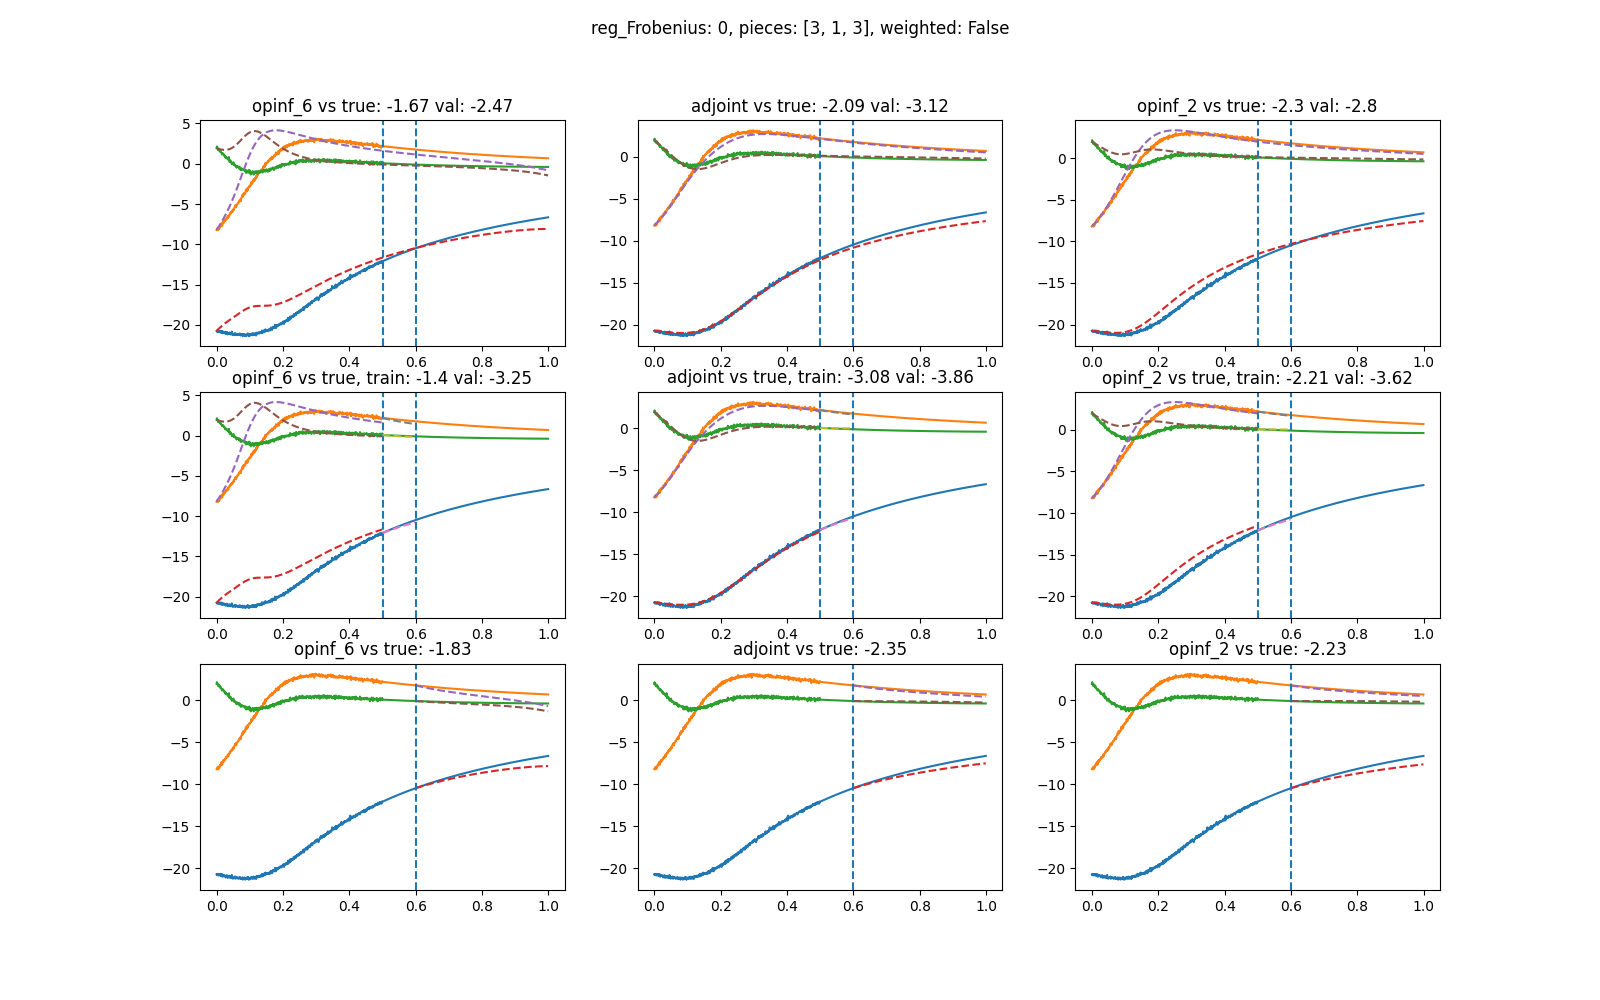 reg_Frobenius: 0, pieces: [3, 1, 3], weighted: False
opinf_6 vs true: -1.67 val: -2.47
adjoint vs true: -2.09 val: -3.12
opinf_2 vs true: -2.3 val: -2.8
5
0
−5
−10
−15
−20
0.0 0.2 0.4 0.6 0.8 1.0
0
−5
−10
−15
−20
0.0 0.2 0.4 0.6 0.8 1.0
0
−5
−10
−15
−20
0.0 0.2 0.4 0.6 0.8 1.0
opinf_6 vs true, train: -1.4 val: -3.25
adjoint vs true, train: -3.08 val: -3.86
opinf_2 vs true, train: -2.21 val: -3.62
5
0
−5
−10
−15
−20
0.0 0.2 0.4 0.6 0.8 1.0
0
−5
−10
−15
−20
0.0 0.2 0.4 0.6 0.8 1.0
0
−5
−10
−15
−20
0.0 0.2 0.4 0.6 0.8 1.0
opinf_6 vs true: -1.83
adjoint vs true: -2.35
opinf_2 vs true: -2.23
0
−5
−10
−15
−20
0.0 0.2 0.4 0.6 0.8 1.0
0
−5
−10
−15
−20
0.0 0.2 0.4 0.6 0.8 1.0
0
−5
−10
−15
−20
0.0 0.2 0.4 0.6 0.8 1.0